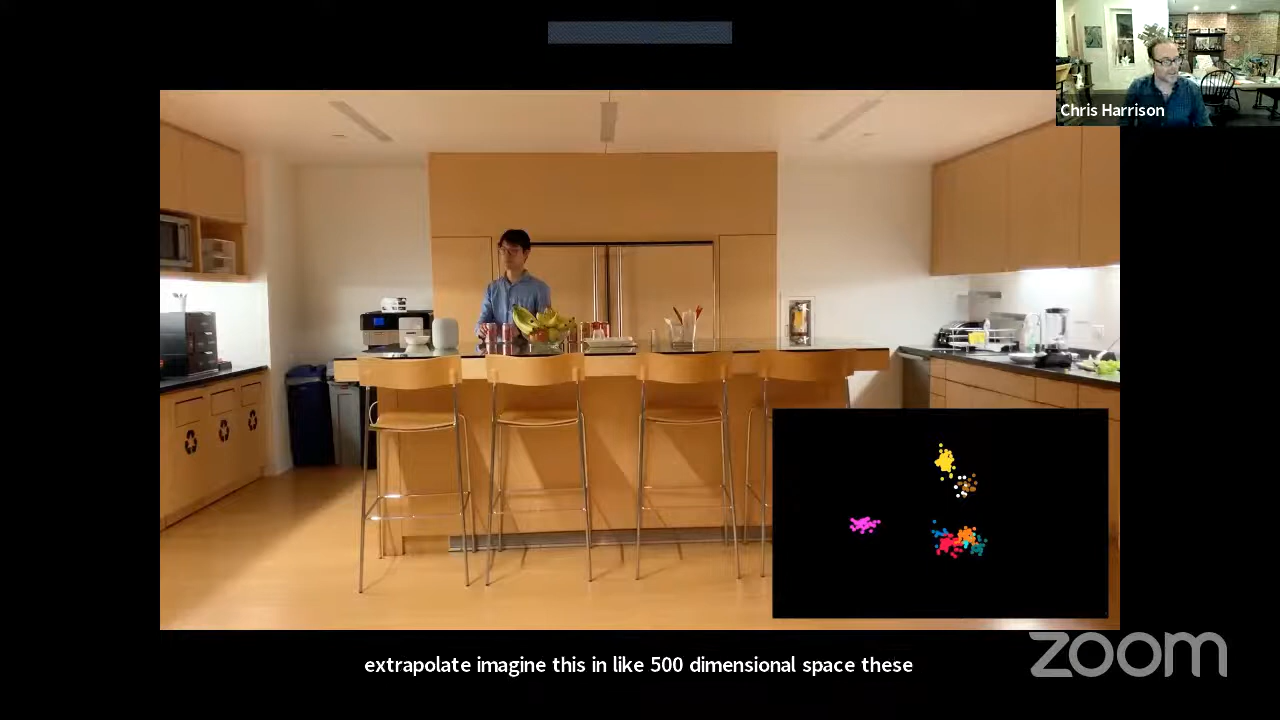 Chris Harrison
extrapolate imagine this in like 500 dimensional space these
zoom